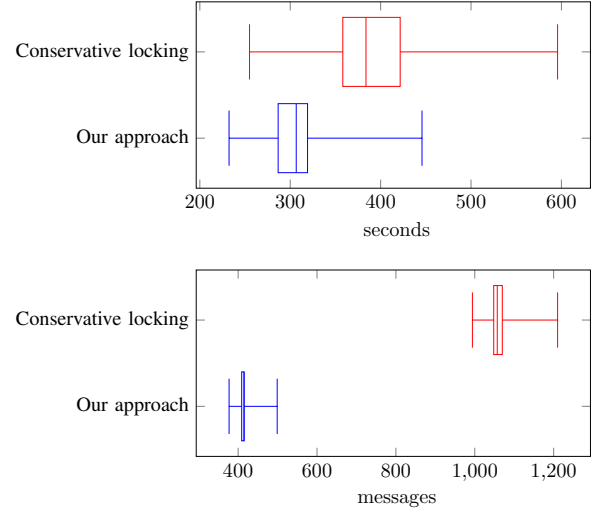 Conservative locking
Our approach
200 300 400 500 600
seconds
Conservative locking
Our approach
400 600 800 1,000 1,200
messages